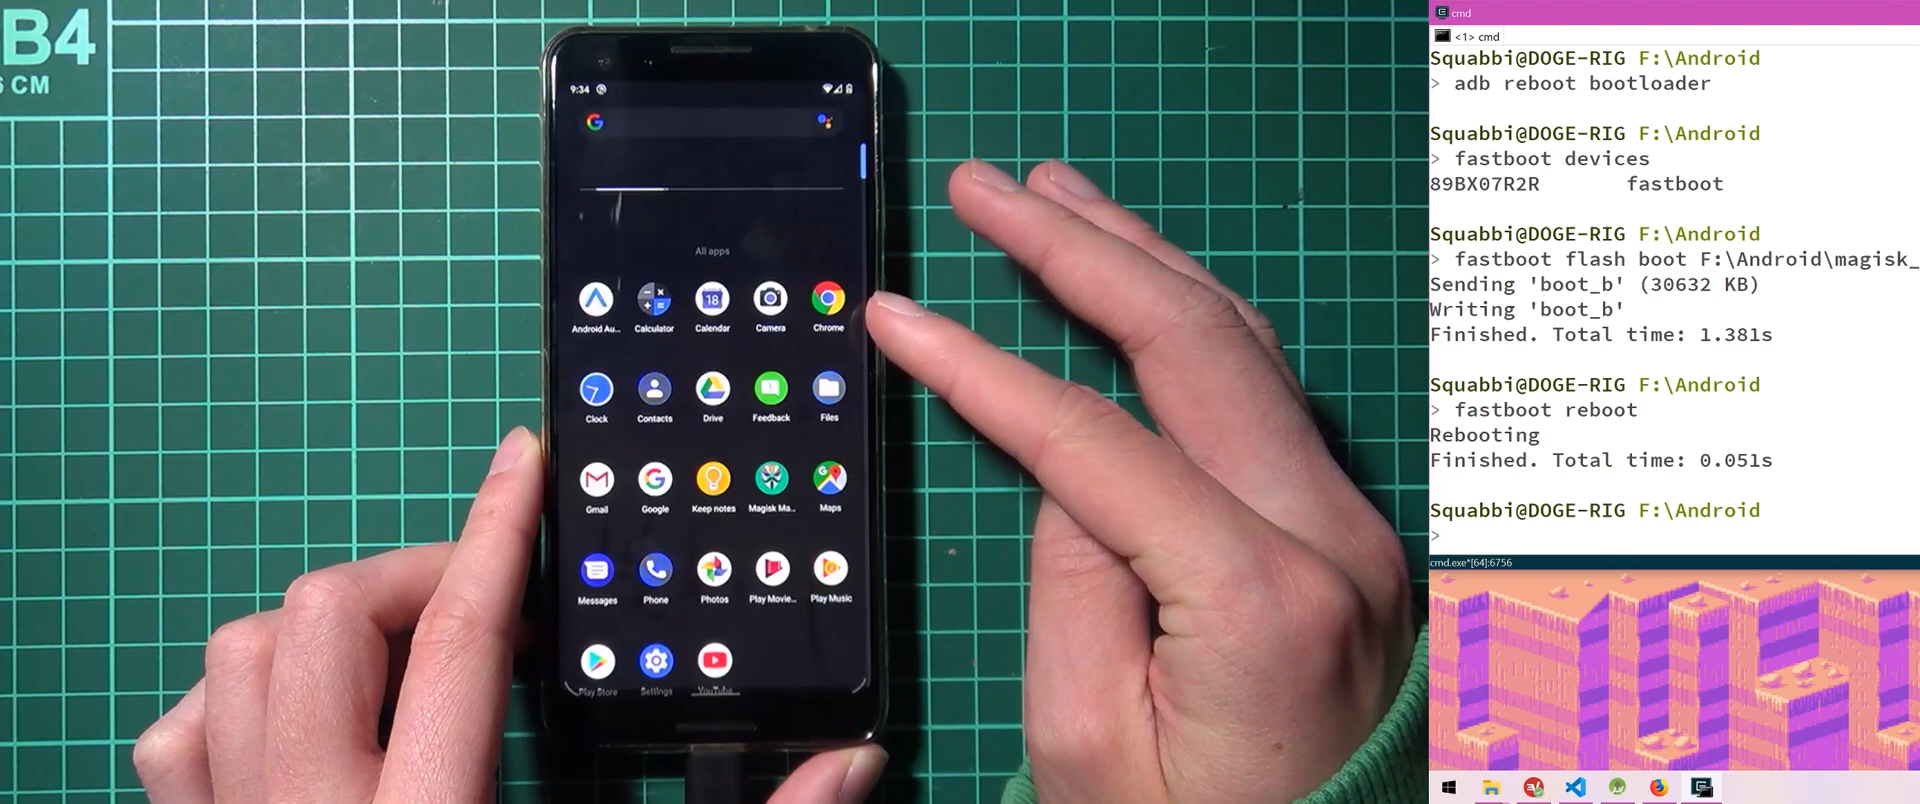 B4
6 CM
9:34
All apps
Android Au...
Calculator
18
Calendar
Camera
Chrome
Clock
Contacts
Drive
Feedback
Files
Gmail
Google
Keep notes
Magisk Ma...
Maps
Messages
Phone
Photos
Play Movie...
Play Music
Play Store
Settings
YouTube
cmd
<1> cmd
Squabbi@DOGE-RIG F:\Android
> adb reboot bootloader
Squabbi@DOGE-RIG F:\Android
> fastboot devices
89BX07R2R fastboot
Squabbi@DOGE-RIG F:\Android
> fastboot flash boot F:\Android\magisk_
Sending 'boot_b' (30632 KB)
Writing 'boot_b'
Finished. Total time: 1.381s
Squabbi@DOGE-RIG F:\Android
> fastboot reboot
Rebooting
Finished. Total time: 0.051s
Squabbi@DOGE-RIG F:\Android
>
cmd.exe*[64]:6756